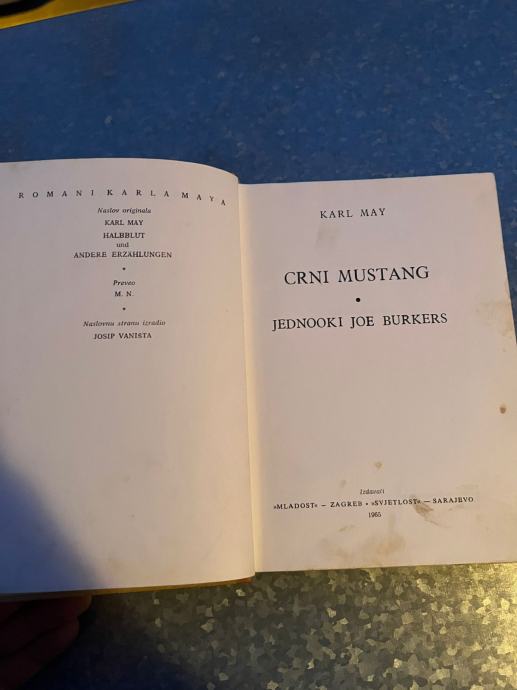 ROMANI KARLA MAYA
Naslov originala
KARL MAY
HALBBLUT
und
ANDERE ERZÄHLUNGEN
*
Preveo
M. N.
*
Naslovnu stranu izradio
JOSIP VANIŠTA
KARL MAY
CRNI MUSTANG
•
JEDNOOKI JOE BURKERS
Izdavači
»MLADOST« – ZAGREB • »SVJETLOST« – SARAJEVO
1965